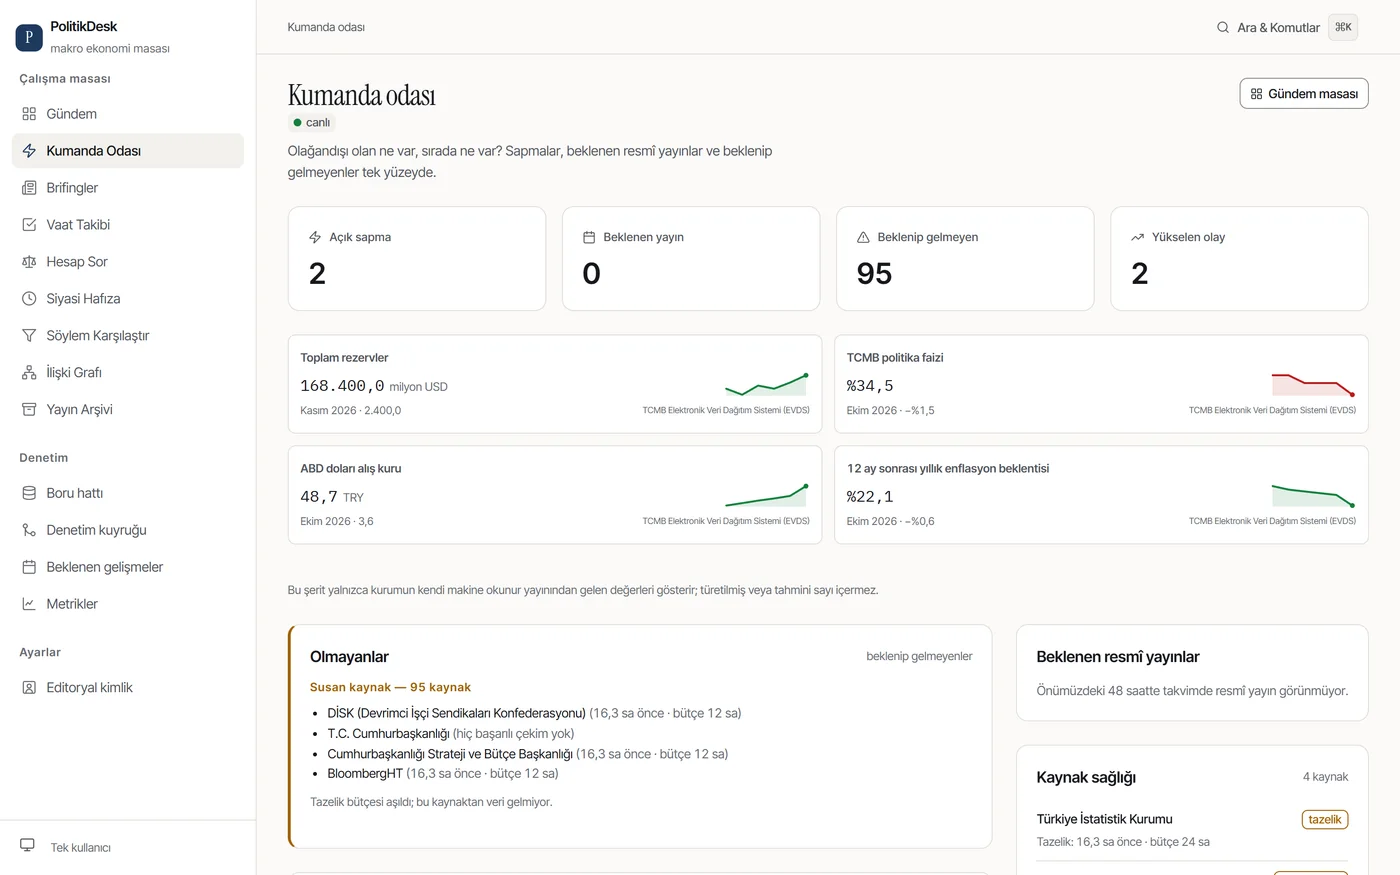 P
PolitikDesk
makro ekonomi masası
Çalışma masası
Gündem
Kumanda Odası
Brifingler
Vaat Takibi
Hesap Sor
Siyasi Hafıza
Söylem Karşılaştır
İlişki Grafı
Yayın Arşivi
Denetim
Boru hattı
Denetim kuyruğu
Beklenen gelişmeler
Metrikler
Ayarlar
Editoryal kimlik
Tek kullanıcı
Kumanda odası
Ara & Komutlar ⌘K
Kumanda odası
canlı
Gündem masası
Olağandışı olan ne var, sırada ne var? Sapmalar, beklenen resmî yayınlar ve beklenip
gelmeyenler tek yüzeyde.
Açık sapma
2
Beklenen yayın
0
Beklenip gelmeyen
95
Yükselen olay
2
Toplam rezervler
168.400,0 milyon USD
Kasım 2026 · 2.400,0
TCMB Elektronik Veri Dağıtım Sistemi (EVDS)
TCMB politika faizi
%34,5
Ekim 2026 · −%1,5
TCMB Elektronik Veri Dağıtım Sistemi (EVDS)
ABD doları alış kuru
48,7 TRY
Ekim 2026 · 3,6
TCMB Elektronik Veri Dağıtım Sistemi (EVDS)
12 ay sonrası yıllık enflasyon beklentisi
%22,1
Ekim 2026 · −%0,6
TCMB Elektronik Veri Dağıtım Sistemi (EVDS)
Bu şerit yalnızca kurumun kendi makine okunur yayınından gelen değerleri gösterir; türetilmiş veya tahmini sayı içermez.
Olmayanlar
beklenip gelmeyenler
Susan kaynak — 95 kaynak
• DİSK (Devrimci İşçi Sendikaları Konfederasyonu) (16,3 sa önce · bütçe 12 sa)
• T.C. Cumhurbaşkanlığı (hiç başarılı çekim yok)
• Cumhurbaşkanlığı Strateji ve Bütçe Başkanlığı (16,3 sa önce · bütçe 12 sa)
• BloombergHT (16,3 sa önce · bütçe 12 sa)
Tazelik bütçesi aşıldı; bu kaynaktan veri gelmiyor.
Beklenen resmî yayınlar
Önümüzdeki 48 saatte takvimde resmî yayın görünmüyor.
Kaynak sağlığı
4 kaynak
Türkiye İstatistik Kurumu
tazelik
Tazelik: 16,3 sa önce · bütçe 24 sa